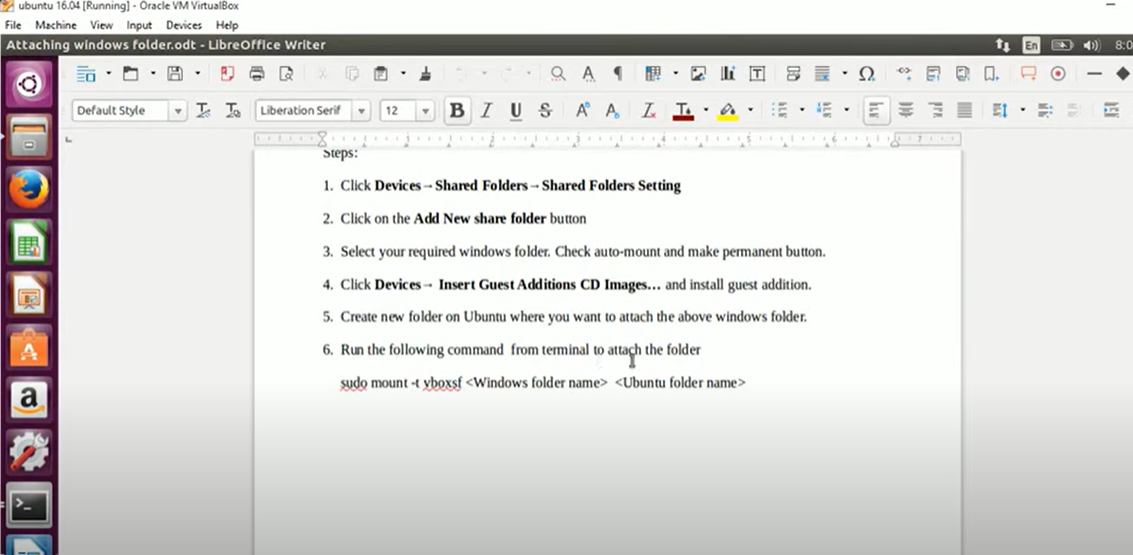 ubuntu 16.04 [Running] - Oracle VM VirtualBox
File Machine View Input Devices Help
Attaching windows folder.odt - LibreOffice Writer
En 8:0
Default Style Liberation Serif 12
Steps:
1. Click Devices→Shared Folders→Shared Folders Setting
2. Click on the Add New share folder button
3. Select your required windows folder. Check auto-mount and make permanent button.
4. Click Devices→ Insert Guest Additions CD Images... and install guest addition.
5. Create new folder on Ubuntu where you want to attach the above windows folder.
6. Run the following command from terminal to attach the folder
sudo mount -t vboxsf <Windows folder name> <Ubuntu folder name>